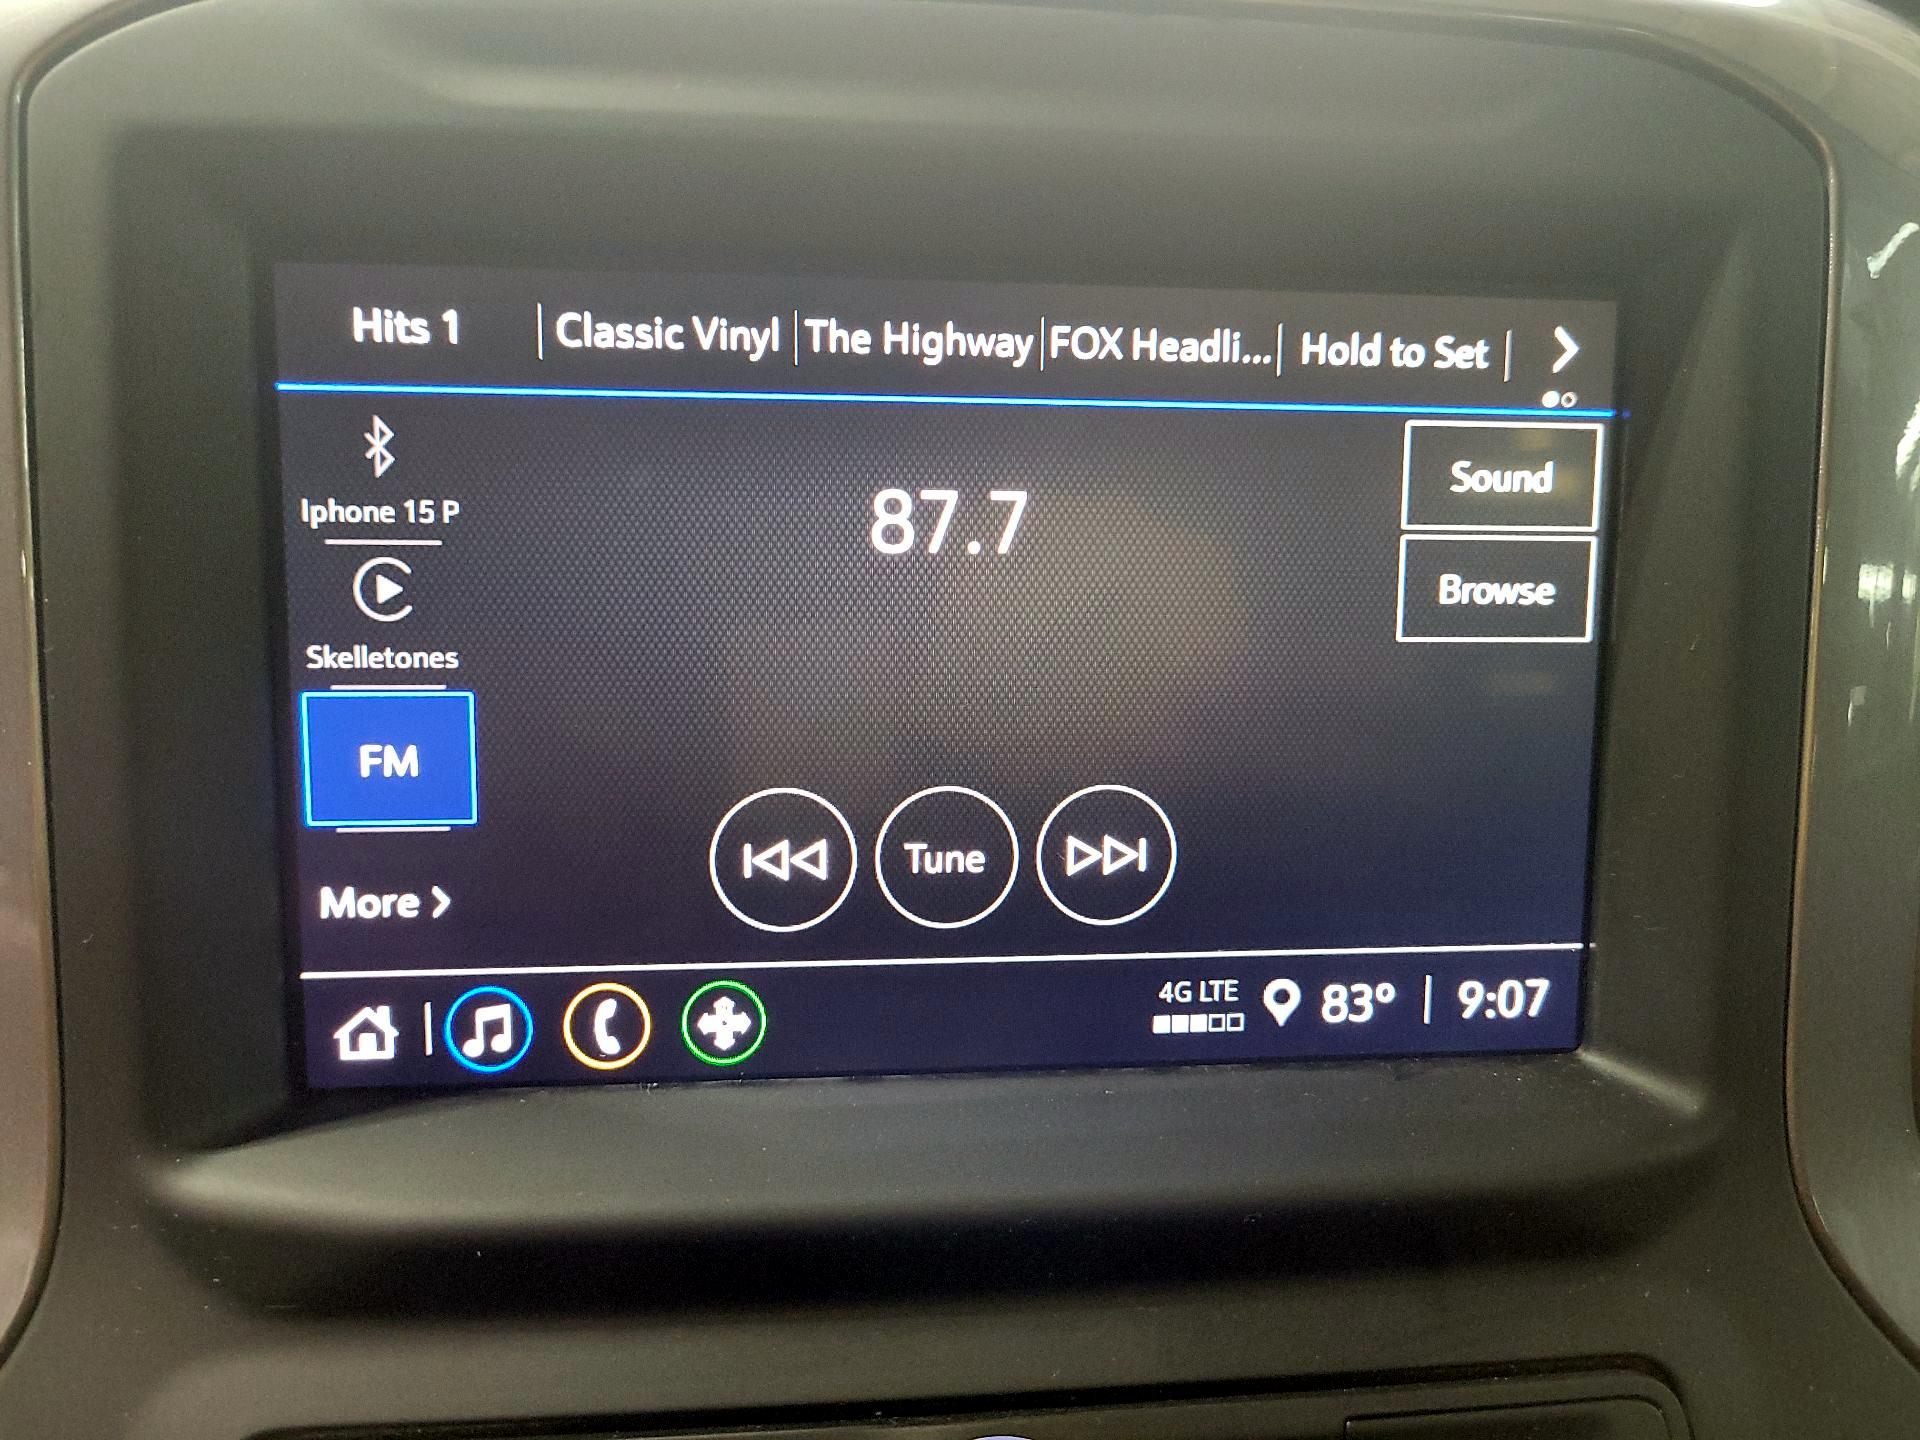 Hits 1 Classic Vinyl The Highway FOX Headli... Hold to Set
Iphone 15 P
87.7
Sound
Browse
Skelletones
FM
Tune
More
4G LTE
83° 9:07